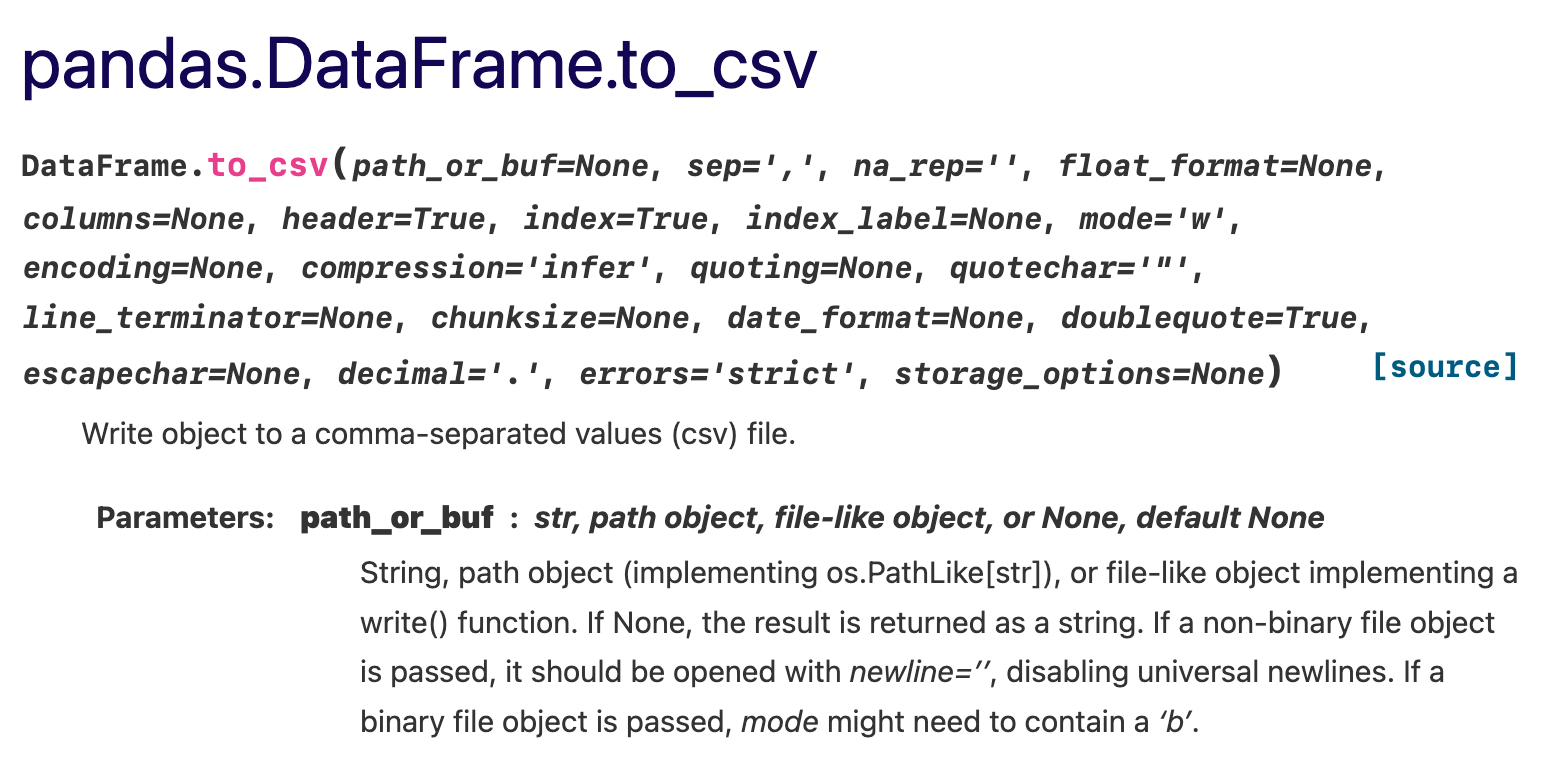 pandas.DataFrame.to_csv
DataFrame.to_csv(path_or_buf=None, sep=',', na_rep='', float_format=None,
columns=None, header=True, index=True, index_label=None, mode='w',
encoding=None, compression='infer', quoting=None, quotechar='"',
line_terminator=None, chunksize=None, date_format=None, doublequote=True,
escapechar=None, decimal='.', errors='strict', storage_options=None) [source]
Write object to a comma-separated values (csv) file.
Parameters: path_or_buf : str, path object, file-like object, or None, default None
String, path object (implementing os.PathLike[str]), or file-like object implementing a
write() function. If None, the result is returned as a string. If a non-binary file object
is passed, it should be opened with newline=’’, disabling universal newlines. If a
binary file object is passed, mode might need to contain a ‘b’.